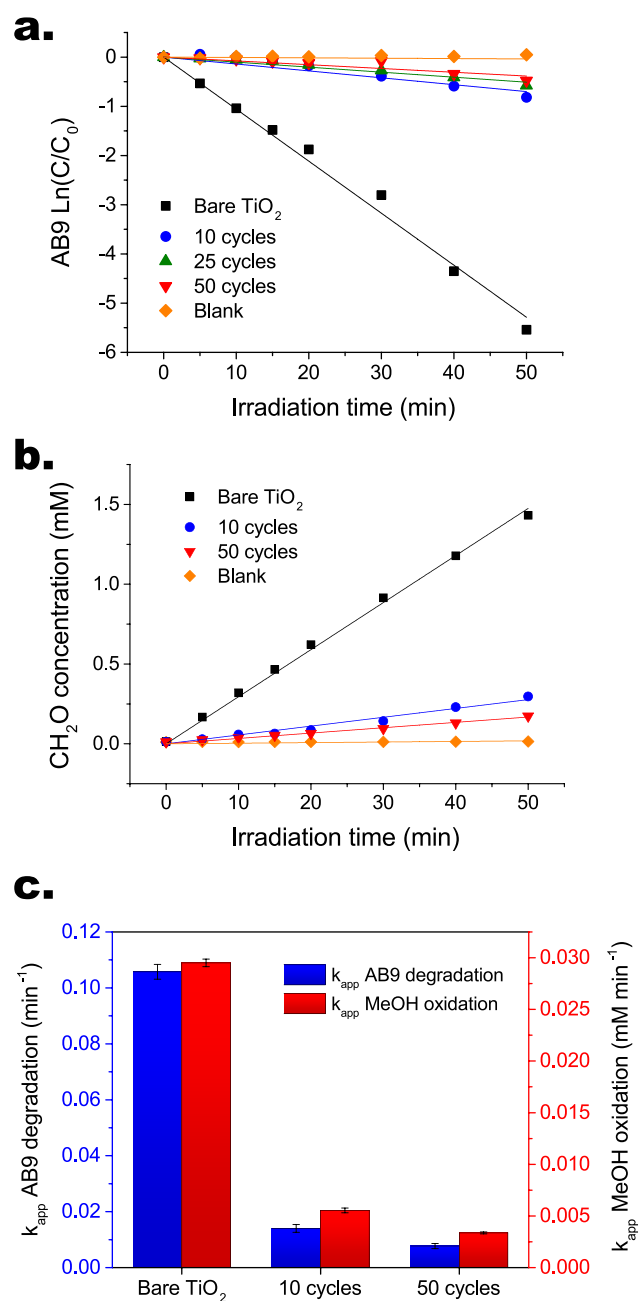 a.
0
-1
-2
-3
-4
-5
-6
AB9 Ln(C/C₀)
Bare TiO₂
10 cycles
25 cycles
50 cycles
Blank
0 10 20 30 40 50
Irradiation time (min)
b.
1.5
1.0
0.5
0.0
CH₂O concentration (mM)
Bare TiO₂
10 cycles
50 cycles
Blank
0 10 20 30 40 50
Irradiation time (min)
c.
0.12
0.10
0.08
0.06
0.04
0.02
0.00
k_app AB9 degradation (min⁻¹)
k_app AB9 degradation
k_app MeOH oxidation
0.030
0.025
0.020
0.015
0.010
0.005
0.000
k_app MeOH oxidation (mM min⁻¹)
Bare TiO₂ 10 cycles 50 cycles